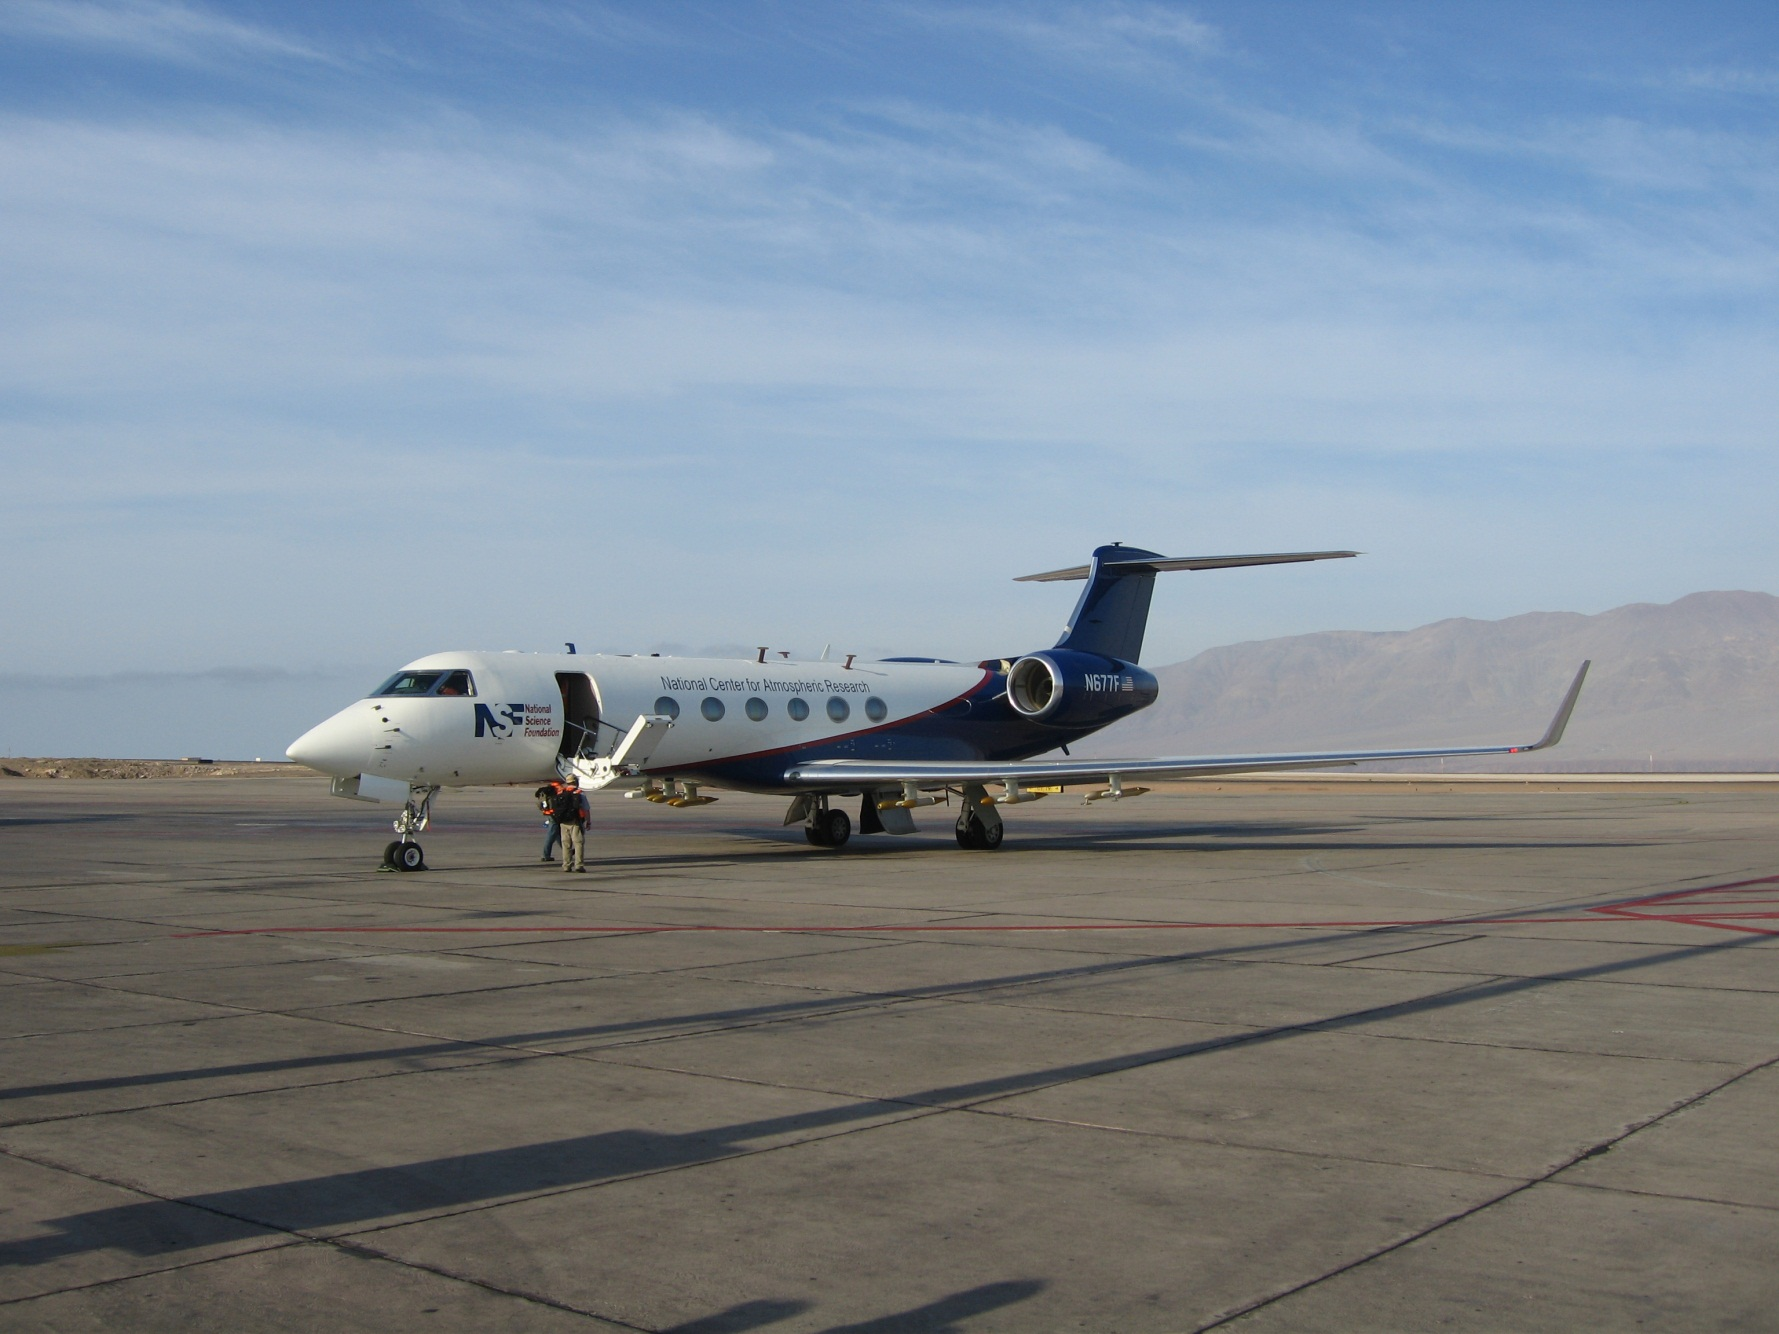 National Center for Atmospheric Research
NSF
National
Science
Foundation
N677F